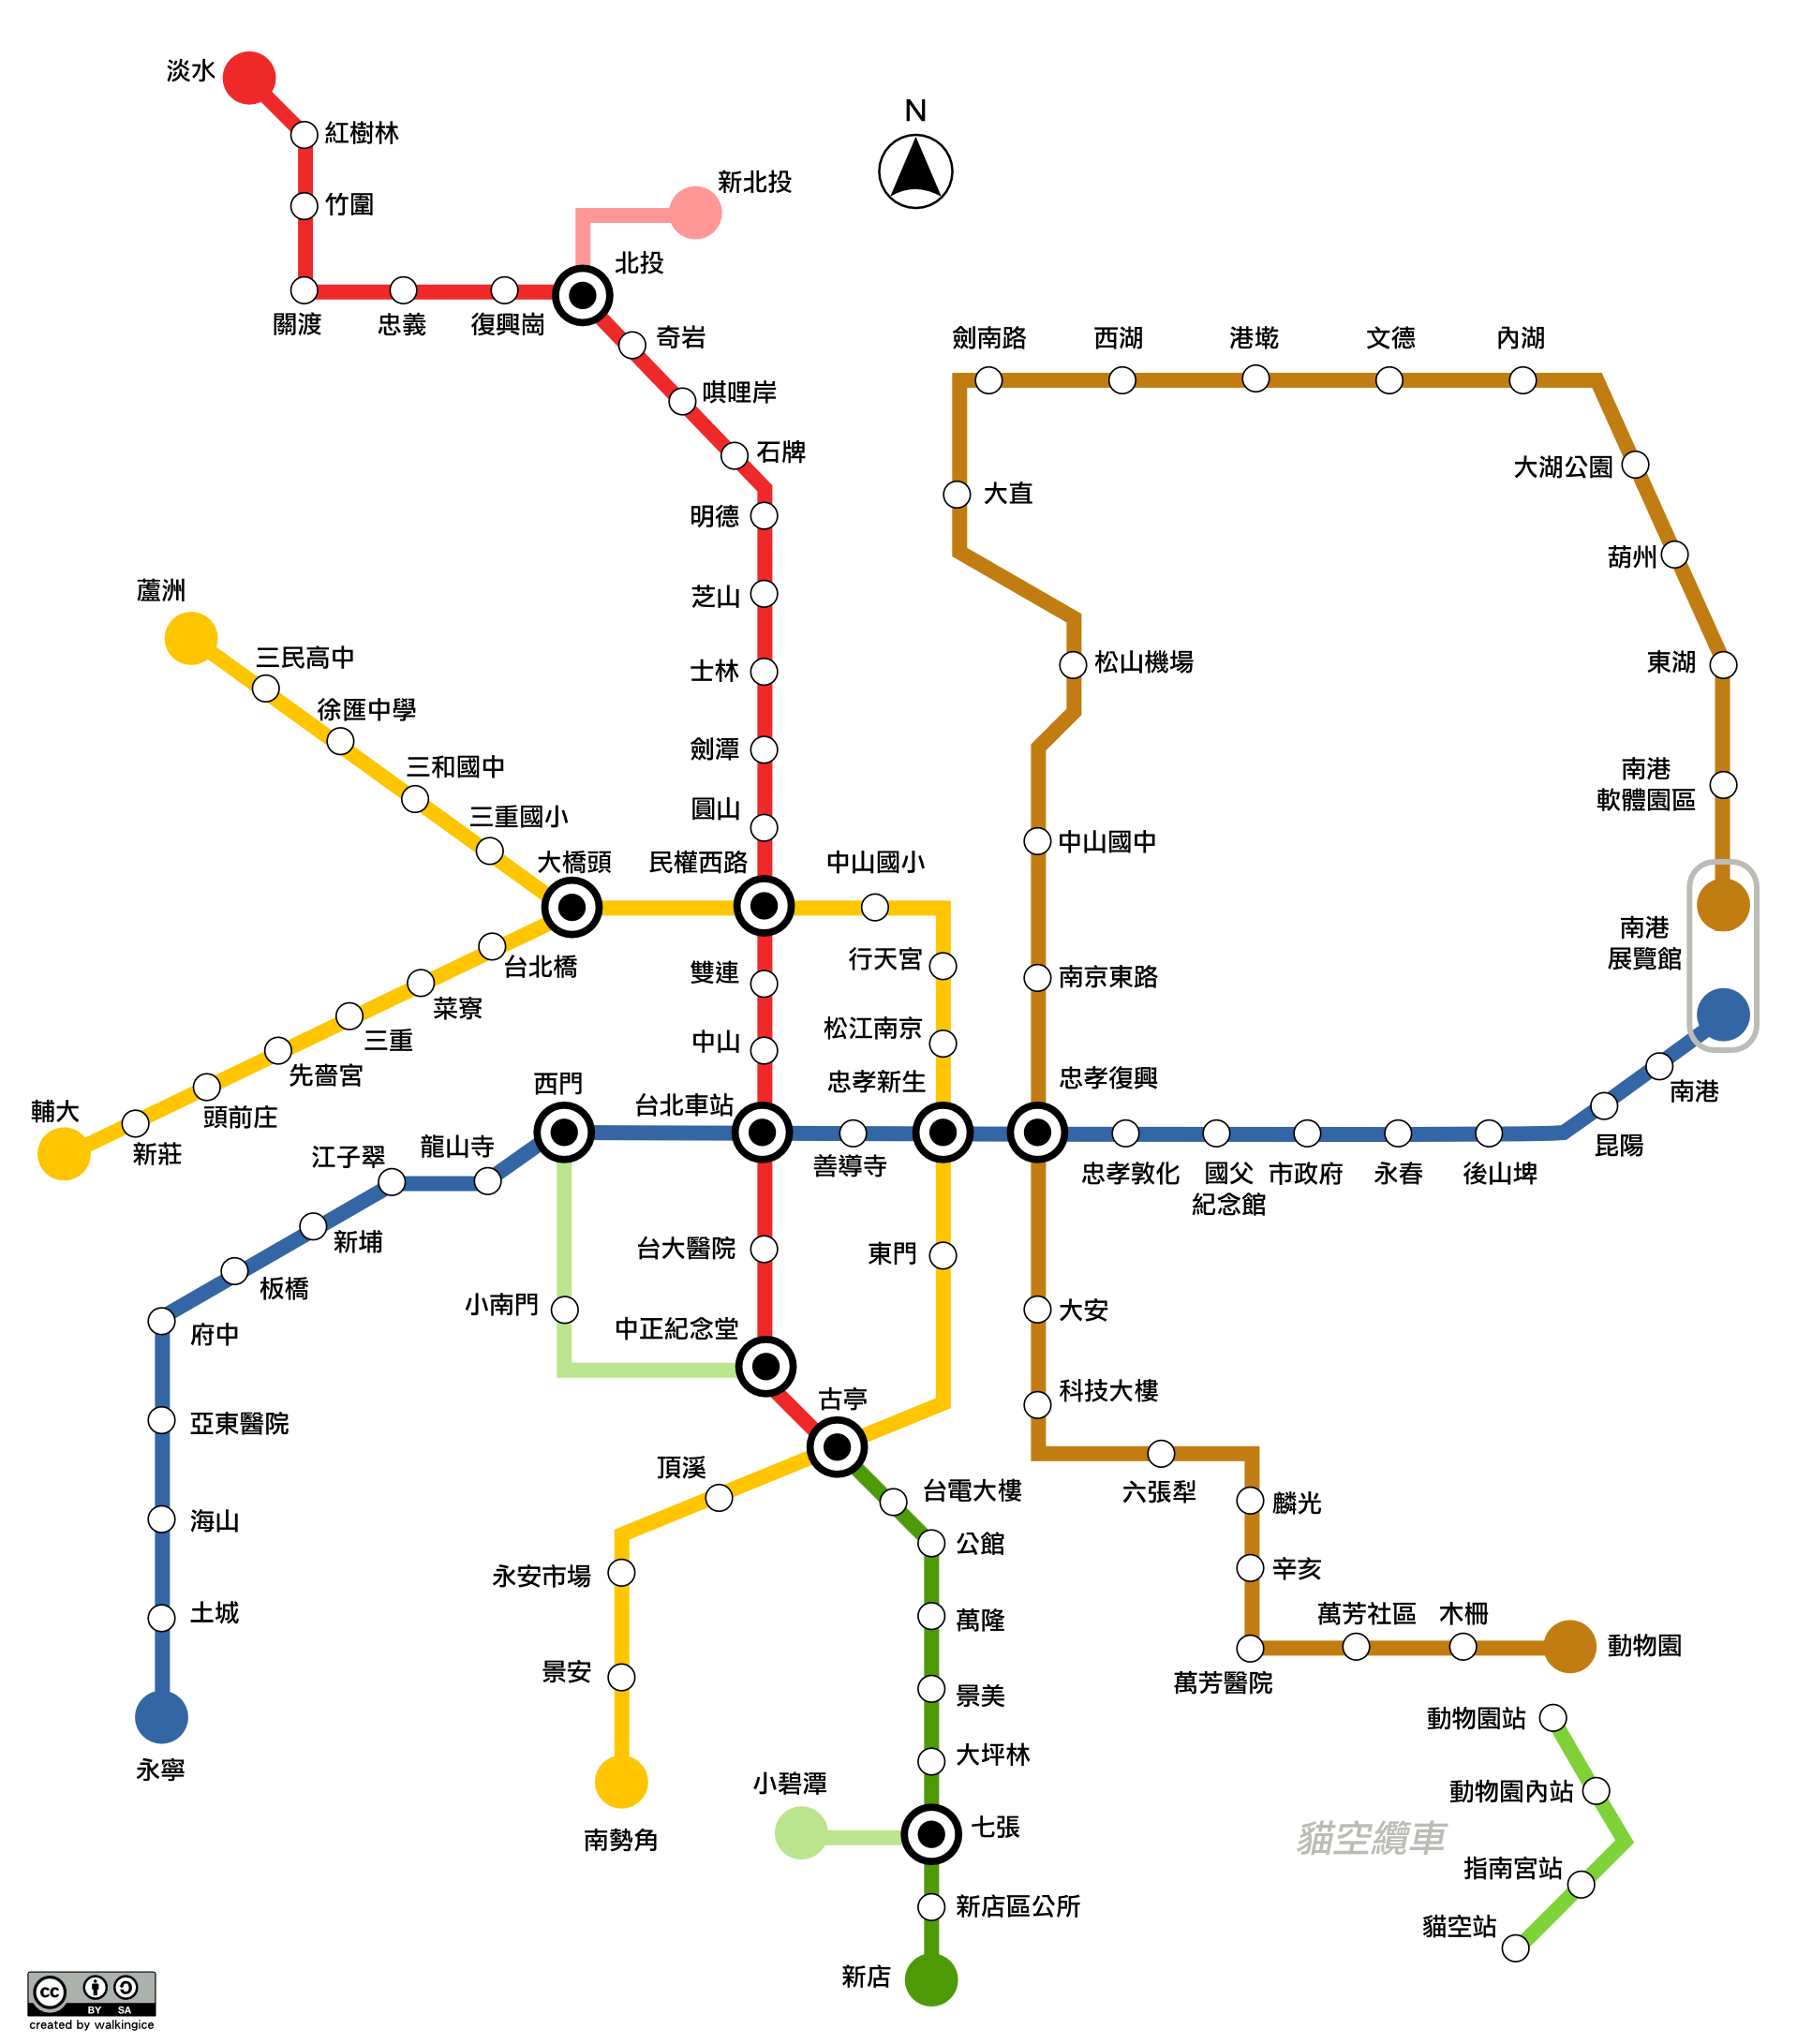 淡水
紅樹林
竹圍
關渡
忠義
復興崗
新北投
北投
N
奇岩
唭哩岸
石牌
明德
芝山
士林
劍潭
圓山
民權西路
雙連
中山
台北車站
台大醫院
中正紀念堂
古亭
台電大樓
公館
萬隆
景美
大坪林
七張
小碧潭
新店區公所
新店
蘆洲
三民高中
徐匯中學
三和國中
三重國小
大橋頭
台北橋
菜寮
三重
先嗇宮
頭前庄
新莊
輔大
中山國小
行天宮
松江南京
忠孝新生
東門
頂溪
永安市場
景安
南勢角
劍南路
西湖
港墘
文德
內湖
大湖公園
葫州
東湖
南港
軟體園區
南港
展覽館
大直
松山機場
中山國中
南京東路
忠孝復興
大安
科技大樓
六張犁
麟光
辛亥
萬芳醫院
萬芳社區
木柵
動物園
南港
昆陽
後山埤
永春
市政府
國父
紀念館
忠孝敦化
善導寺
西門
小南門
龍山寺
江子翠
新埔
板橋
府中
亞東醫院
海山
土城
永寧
動物園站
動物園內站
指南宮站
貓空站
貓空纜車
cc
BY SA
created by walkingice